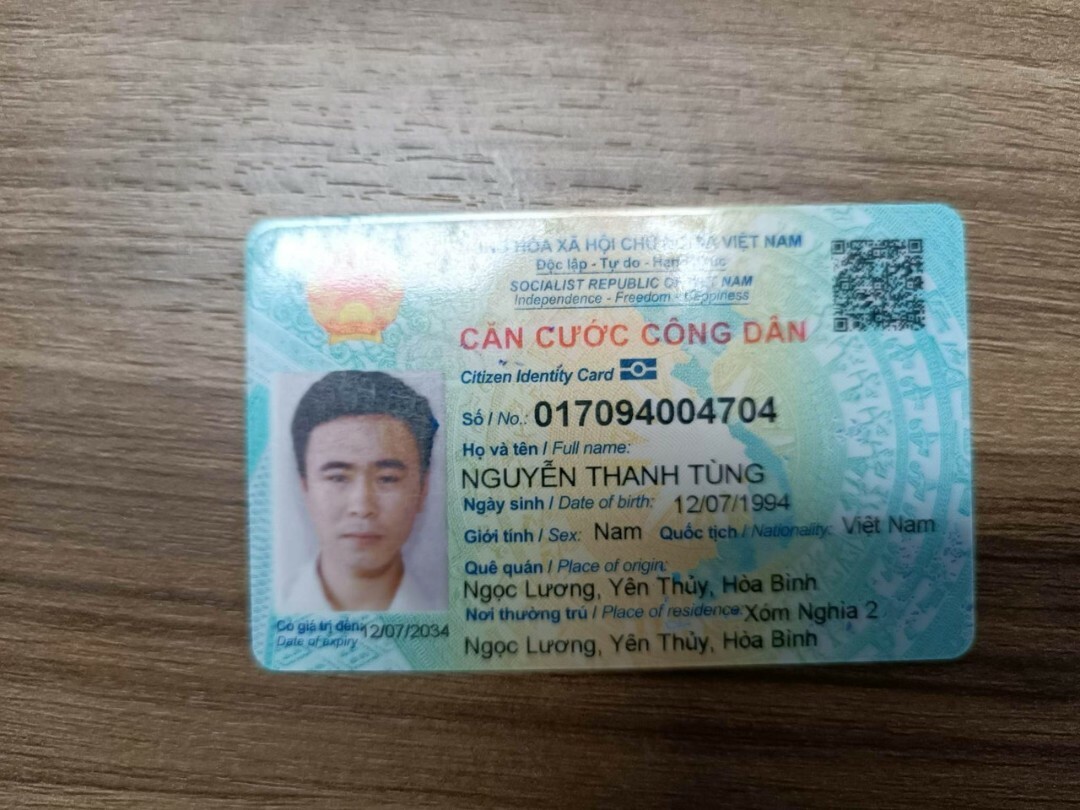 HÒA XÃ HỘI CHỦ VIỆT NAM
Độc lập - Tự do -
SOCIALIST REPUBLIC NAM
Independence - Freedom - Happiness
CĂN CƯỚC CÔNG DÂN
Citizen Identity Card
Số / No.: 017094004704
Họ và tên / Full name:
NGUYỄN THANH TÙNG
Ngày sinh / Date of birth: 12/07/1994
Giới tính / Sex: Nam Quốc tịch / Nationality: Việt Nam
Quê quán / Place of origin:
Ngọc Lương, Yên Thủy, Hòa Bình
Nơi thường trú / Place of residence: Xóm Nghia 2
Ngọc Lương, Yên Thủy, Hòa Bình
Có giá trị đến: 12/07/2034
Date of expiry